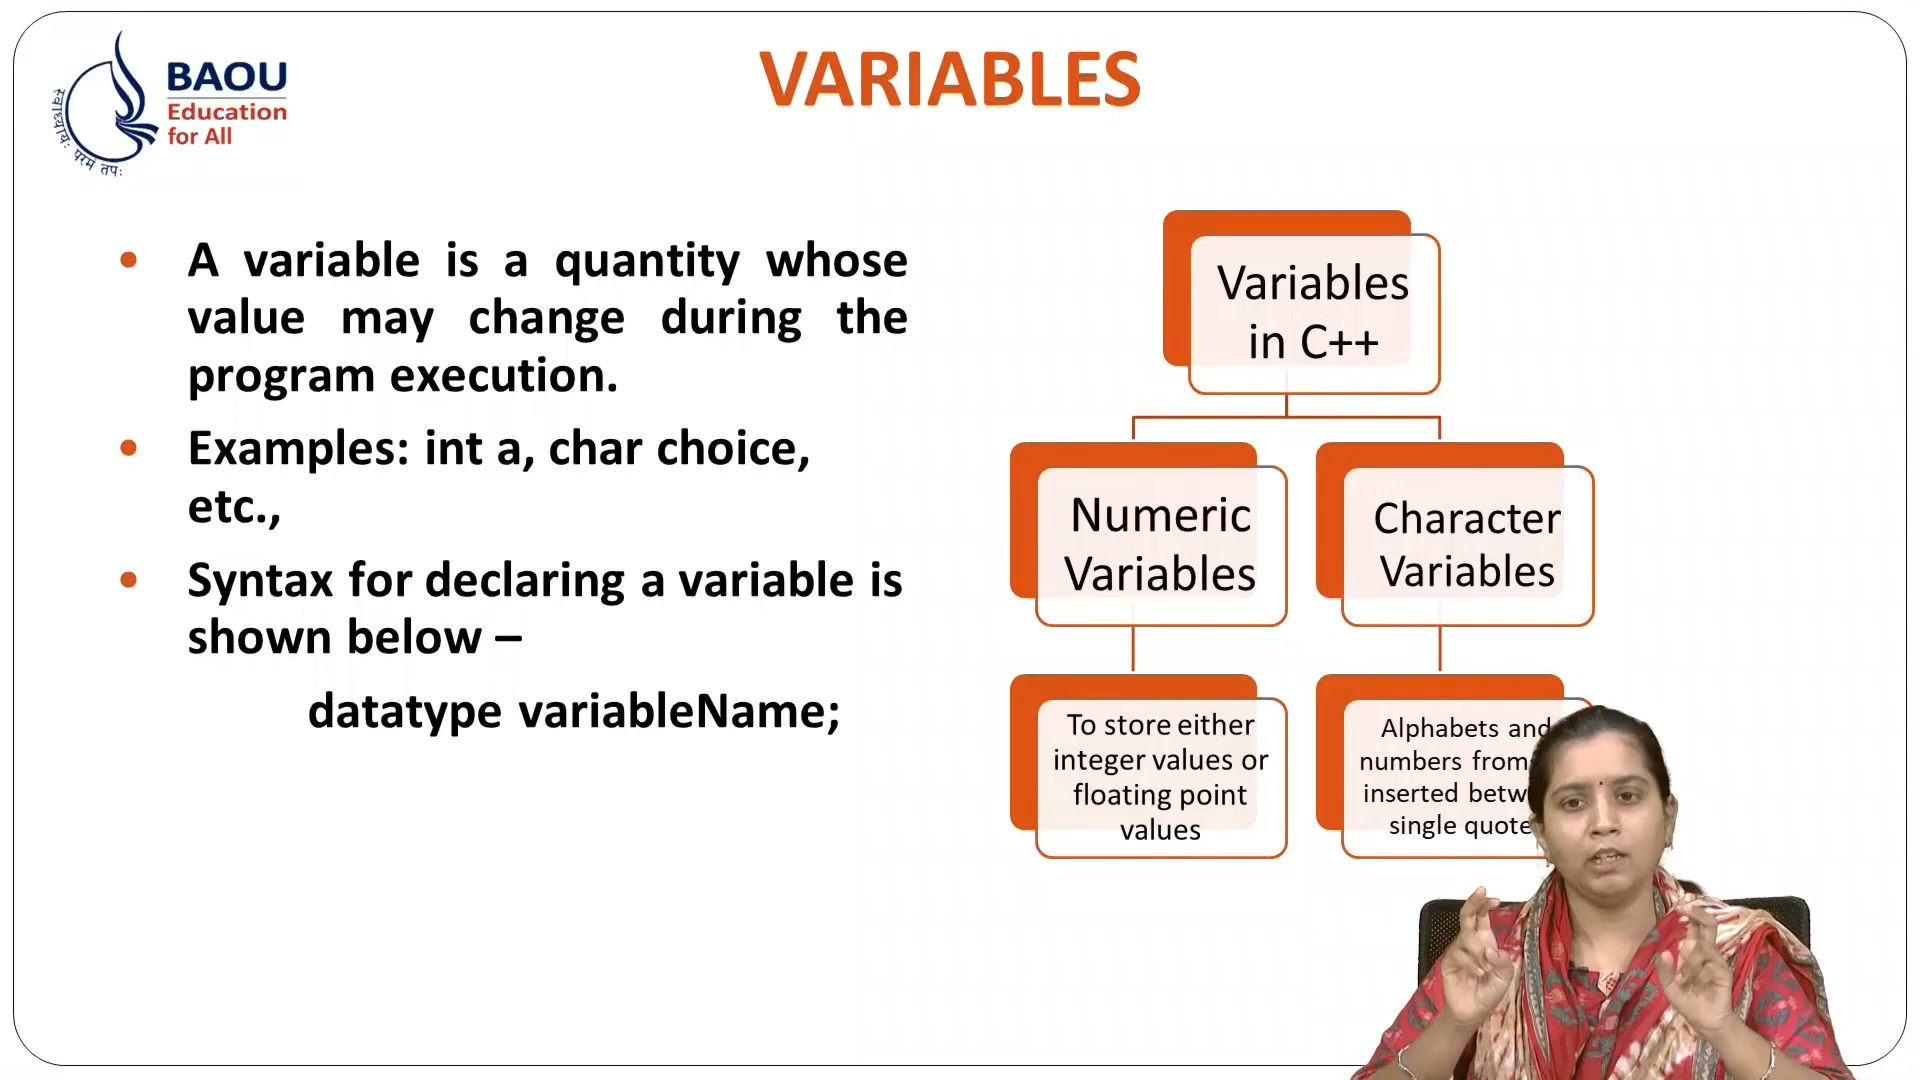 BAOU
Education
for All
स्वाध्यायः परमं तपः
VARIABLES
• A variable is a quantity whose
value may change during the
program execution.
• Examples: int a, char choice,
etc.,
• Syntax for declaring a variable is
shown below –
datatype variableName;
Variables
in C++
Numeric
Variables
Character
Variables
To store either
integer values or
floating point
values
Alphabets and
numbers from
inserted
single